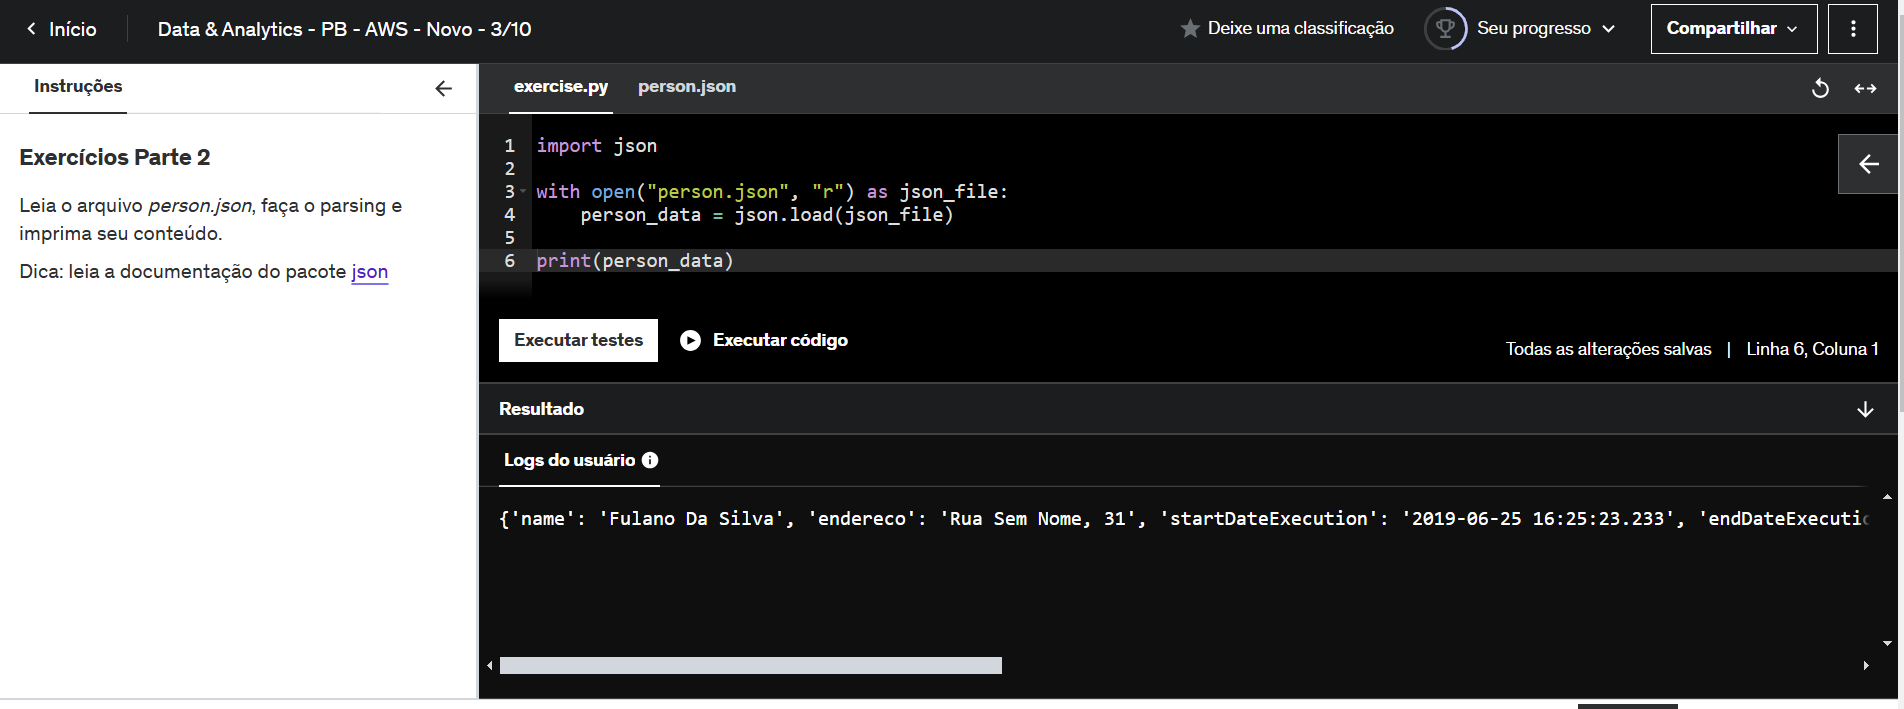 Início
Data & Analytics - PB - AWS - Novo - 3/10
Deixe uma classificação
Seu progresso
Compartilhar
Instruções
Exercícios Parte 2
Leia o arquivo person.json, faça o parsing e
imprima seu conteúdo.
Dica: leia a documentação do pacote json
exercise.py
person.json
1 import json
2
3 with open("person.json", "r") as json_file:
4     person_data = json.load(json_file)
5
6 print(person_data)
Executar testes
Executar código
Todas as alterações salvas | Linha 6, Coluna 1
Resultado
Logs do usuário
{'name': 'Fulano Da Silva', 'endereco': 'Rua Sem Nome, 31', 'startDateExecution': '2019-06-25 16:25:23.233', 'endDateExecutic